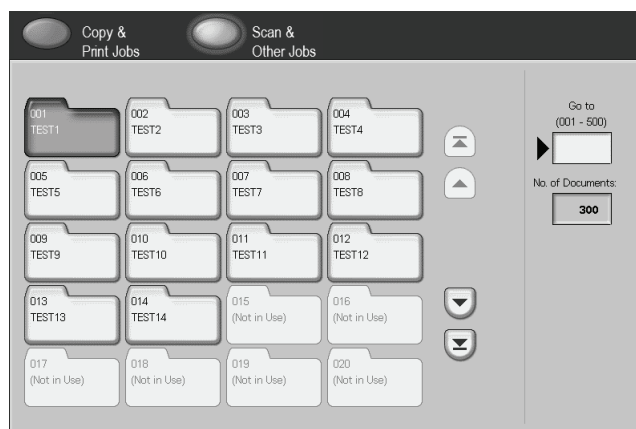 Copy &
Print Jobs
Scan &
Other Jobs
001
TEST1
002
TEST2
003
TEST3
004
TEST4
005
TEST5
006
TEST6
007
TEST7
008
TEST8
009
TEST9
010
TEST10
011
TEST11
012
TEST12
013
TEST13
014
TEST14
015
(Not in Use)
016
(Not in Use)
017
(Not in Use)
018
(Not in Use)
019
(Not in Use)
020
(Not in Use)
Go to
(001 - 500)
No. of Documents:
300